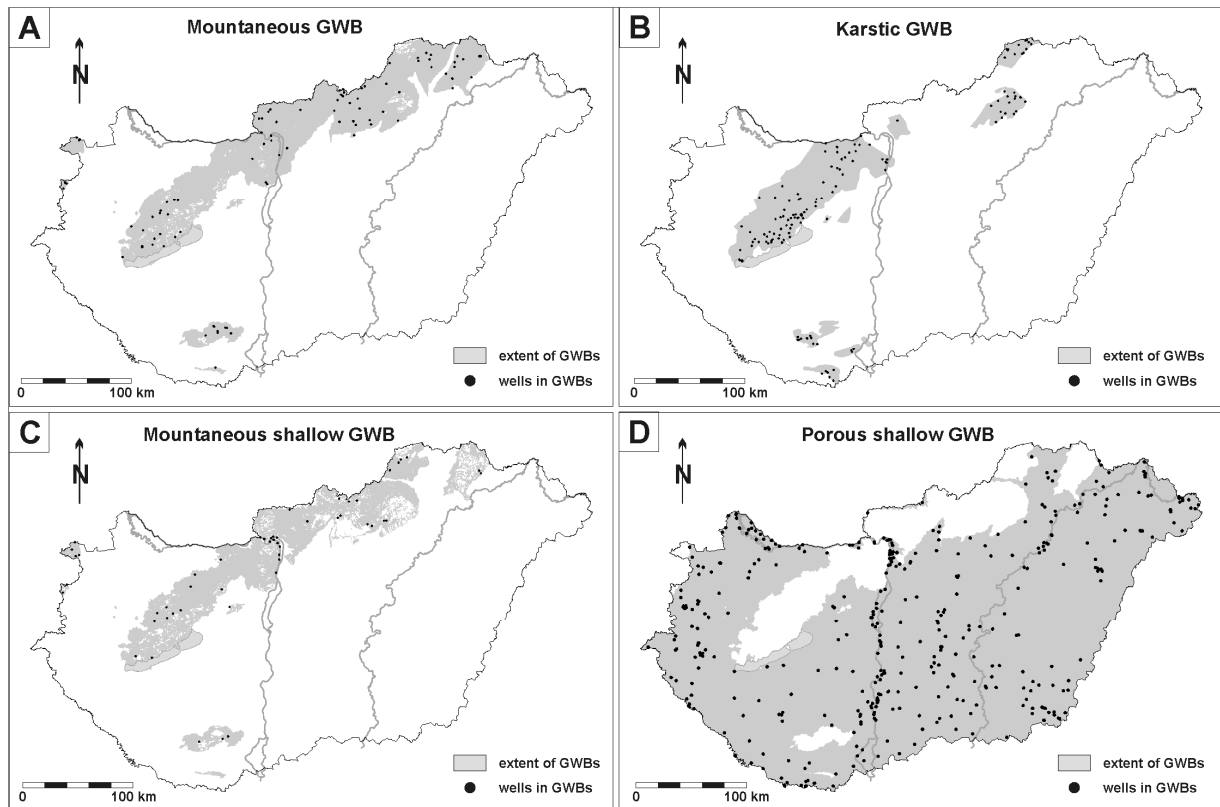 A
Mountaneous GWB
N
extent of GWBs
wells in GWBs
0 100 km
B
Karstic GWB
N
extent of GWBs
wells in GWBs
0 100 km
C
Mountaneous shallow GWB
N
extent of GWBs
wells in GWBs
0 100 km
D
Porous shallow GWB
N
extent of GWBs
wells in GWBs
0 100 km